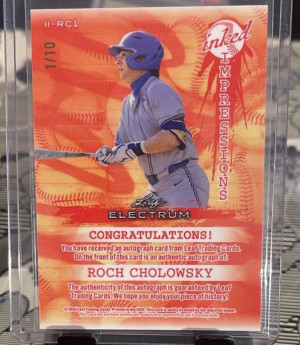 II-RC1
1/10
inked
IMPRESSIONS
Leaf
ELECTRUM
CONGRATULATIONS!
You have received an autograph card from Leaf Trading Cards.
On the front of this card is an authentic autograph of:
ROCH CHOLOWSKY
The authenticity of this autograph is guaranteed by Leaf
Trading Cards. We hope you enjoy your piece of history!